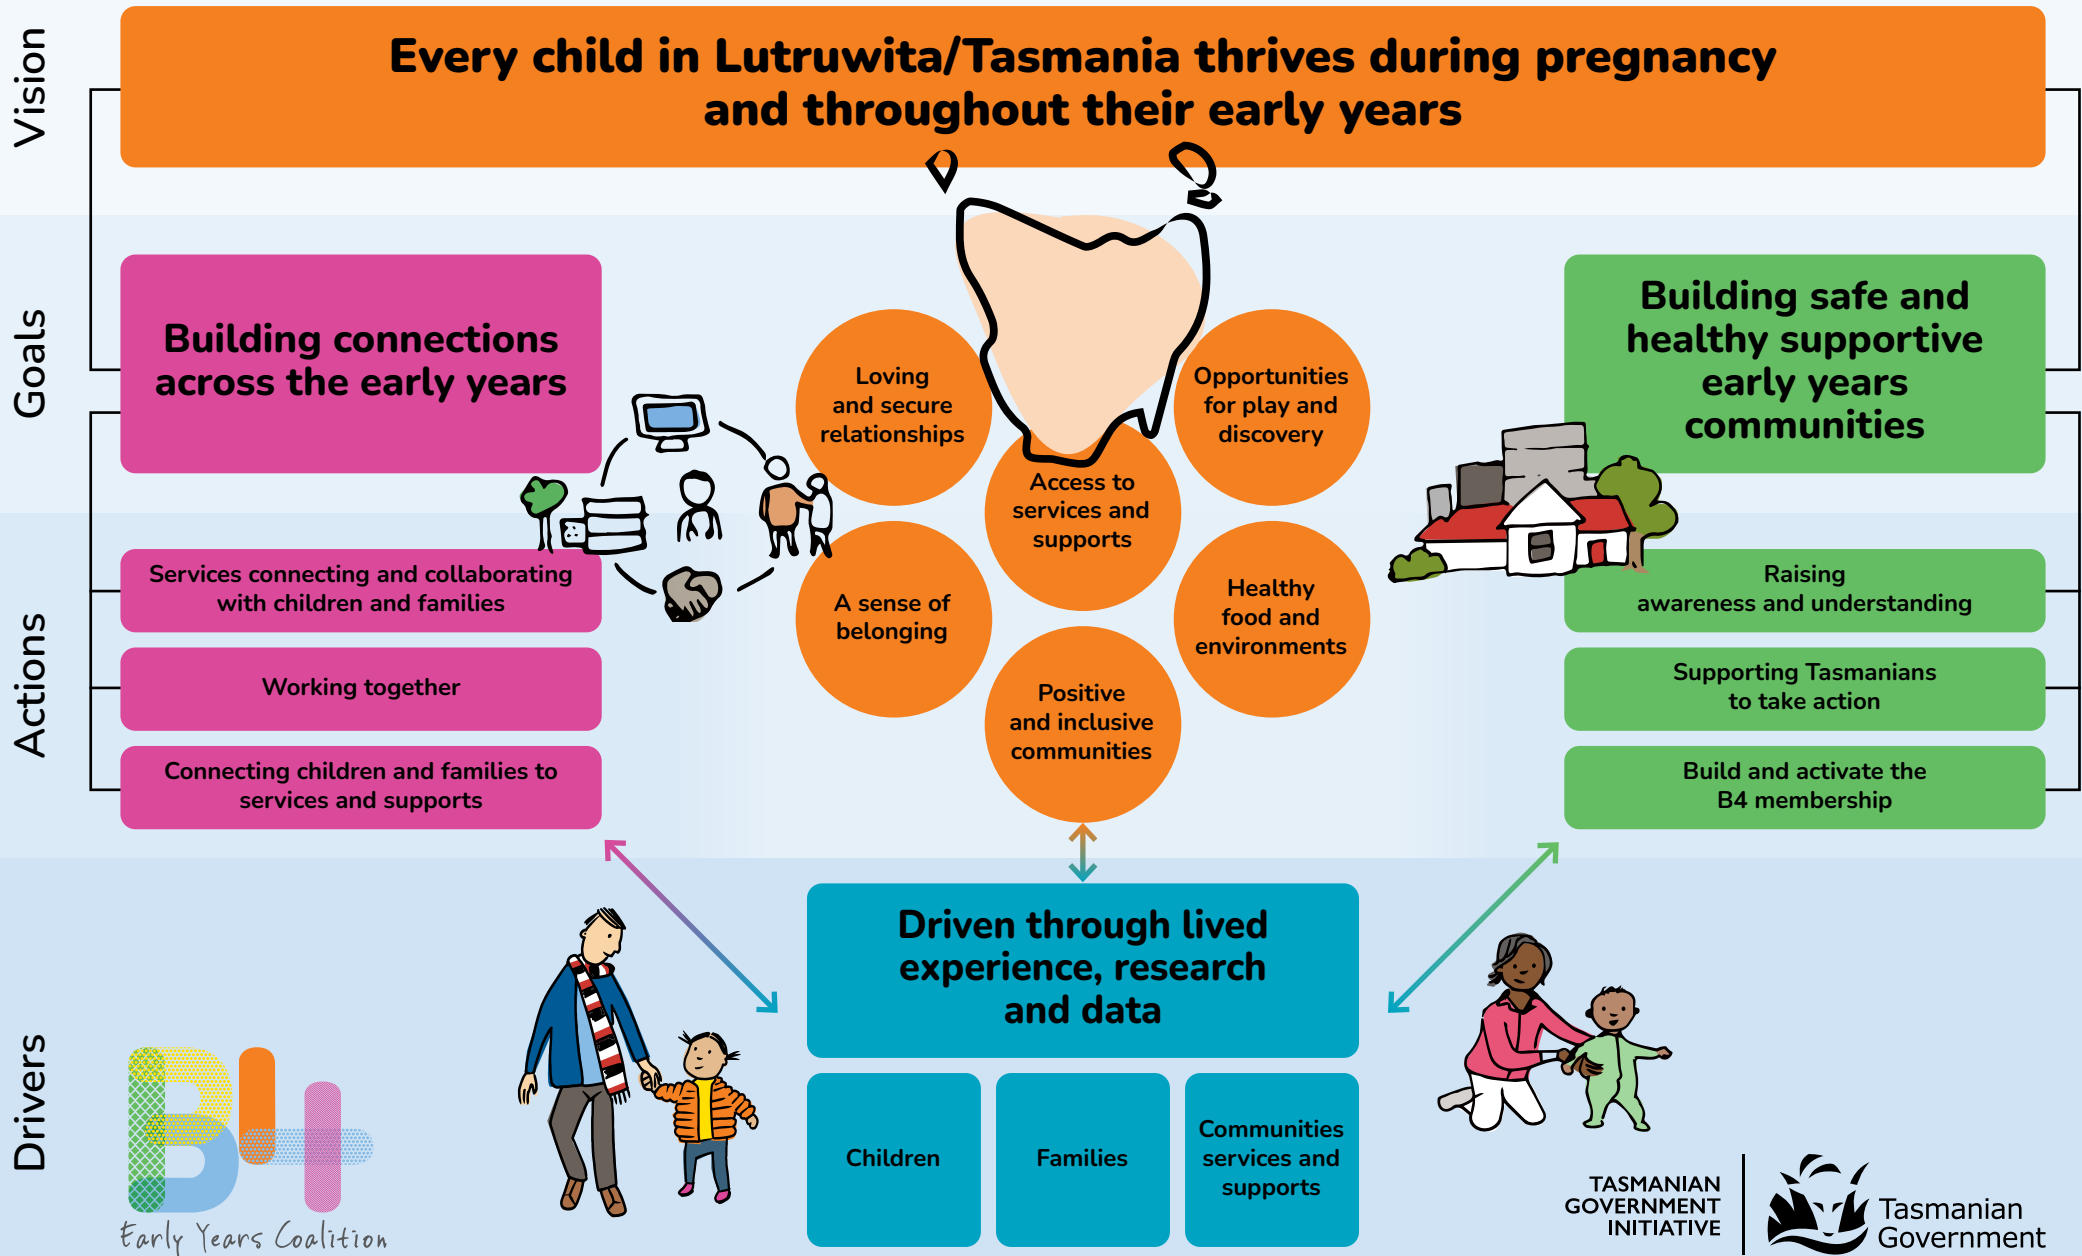 Vision
Every child in Lutruwita/Tasmania thrives during pregnancy
and throughout their early years
Goals
Building connections
across the early years
Loving
and secure
relationships
Opportunities
for play and
discovery
Access to
services and
supports
A sense of
belonging
Healthy
food and
environments
Positive
and inclusive
communities
Building safe and
healthy supportive
early years
communities
Actions
Services connecting and collaborating
with children and families
Working together
Connecting children and families to
services and supports
Raising
awareness and understanding
Supporting Tasmanians
to take action
Build and activate the
B4 membership
Drivers
Driven through lived
experience, research
and data
Children
Families
Communities
services and
supports
B4
Early Years Coalition
TASMANIAN
GOVERNMENT
INITIATIVE
Tasmanian
Government